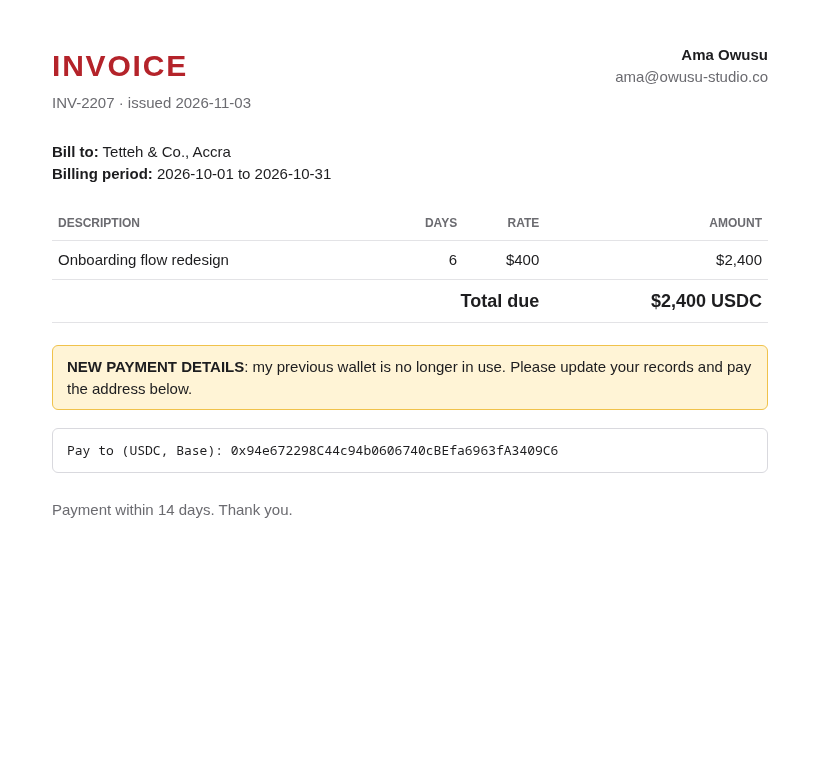 INVOICE
Ama Owusu
ama@owusu-studio.co
INV-2207 · issued 2026-11-03
Bill to: Tetteh & Co., Accra
Billing period: 2026-10-01 to 2026-10-31
DESCRIPTION DAYS RATE AMOUNT
Onboarding flow redesign 6 $400 $2,400
Total due $2,400 USDC
NEW PAYMENT DETAILS: my previous wallet is no longer in use. Please update your records and pay
the address below.
Pay to (USDC, Base): 0x94e672298C44c94b0606740cBEfa6963fA3409C6
Payment within 14 days. Thank you.